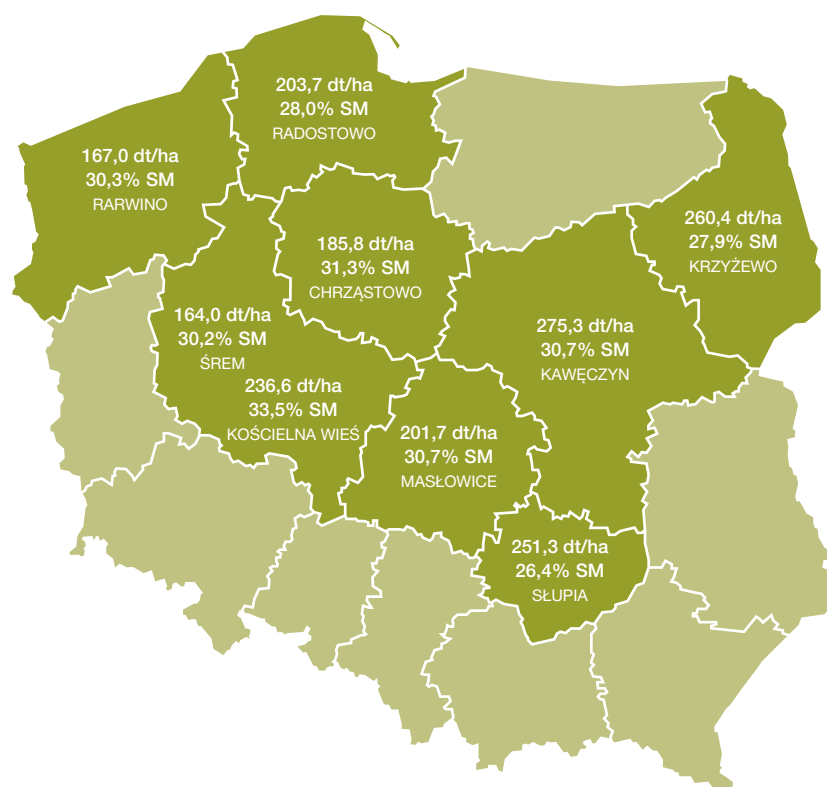 203,7 dt/ha
28,0% SM
RADOSTOWO
167,0 dt/ha
30,3% SM
RARWINO
260,4 dt/ha
27,9% SM
KRZYŻEWO
185,8 dt/ha
31,3% SM
CHRZĄSTOWO
164,0 dt/ha
30,2% SM
ŚREM
275,3 dt/ha
30,7% SM
KAWĘCZYN
236,6 dt/ha
33,5% SM
KOŚCIELNA WIEŚ
201,7 dt/ha
30,7% SM
MASŁOWICE
251,3 dt/ha
26,4% SM
SŁUPIA